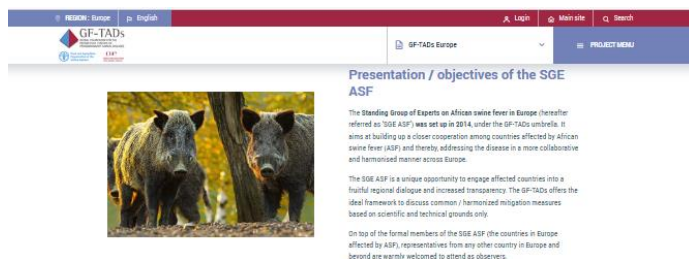 REGION : Europe
English
Login
Main site
Search
GF-TADs
GF-TADs Europe
PROJECT MENU
Presentation / objectives of the SGE
ASF
The Standing Group of Experts on African swine fever in Europe (hereafter
referred as 'SGE ASF') was set up in 2014, under the GF-TADs umbrella. It
aims at building up a closer cooperation among countries affected by African
swine fever (ASF) and thereby, addressing the disease in a more collaborative
and harmonised manner across Europe.
The SGE ASF is a unique opportunity to engage affected countries into a
fruitful regional dialogue and increased transparency. The GF-TADs offers the
ideal framework to discuss common / harmonized mitigation measures
based on scientific and technical grounds only.
On top of the formal members of the SGE ASF (the countries in Europe
affected by ASF), representatives from any other country in Europe and
beyond are warmly welcomed to attend as observers.